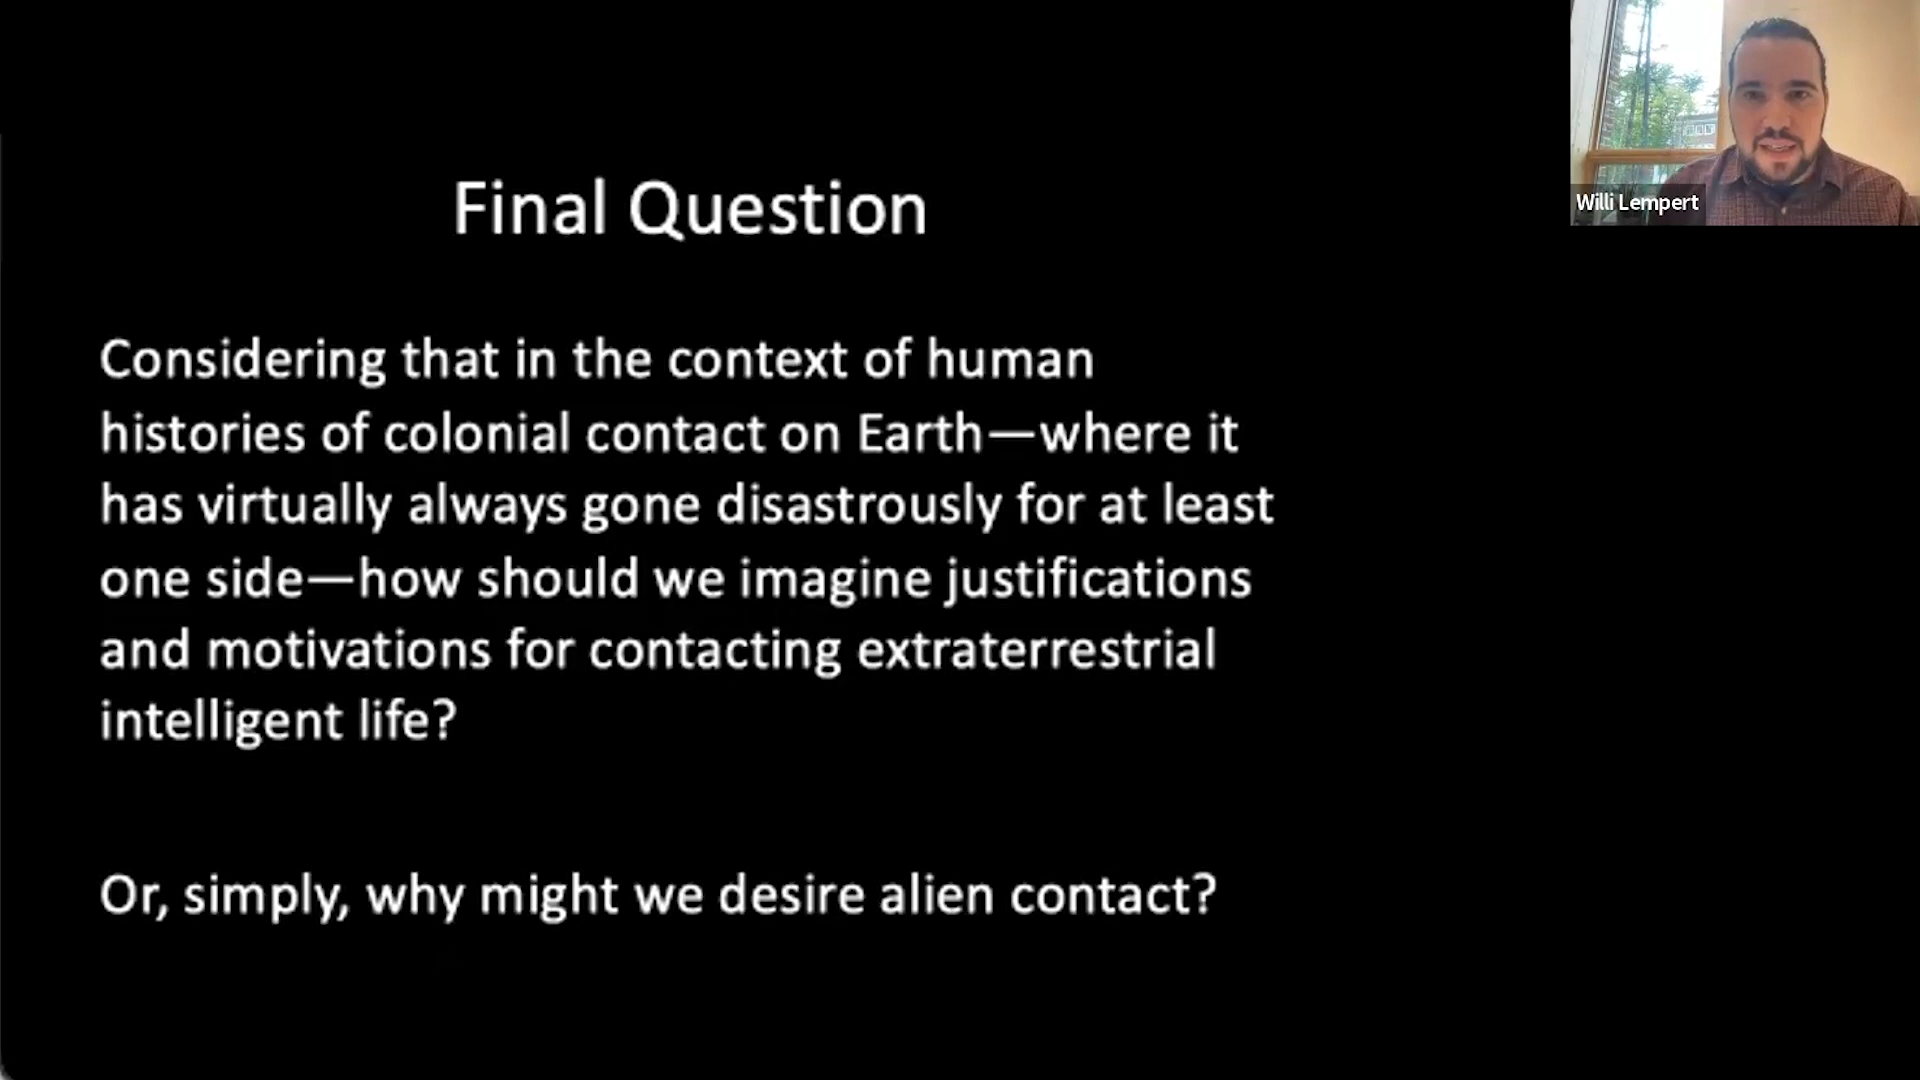 Willi Lempert
Final Question
Considering that in the context of human
histories of colonial contact on Earth—where it
has virtually always gone disastrously for at least
one side—how should we imagine justifications
and motivations for contacting extraterrestrial
intelligent life?
Or, simply, why might we desire alien contact?